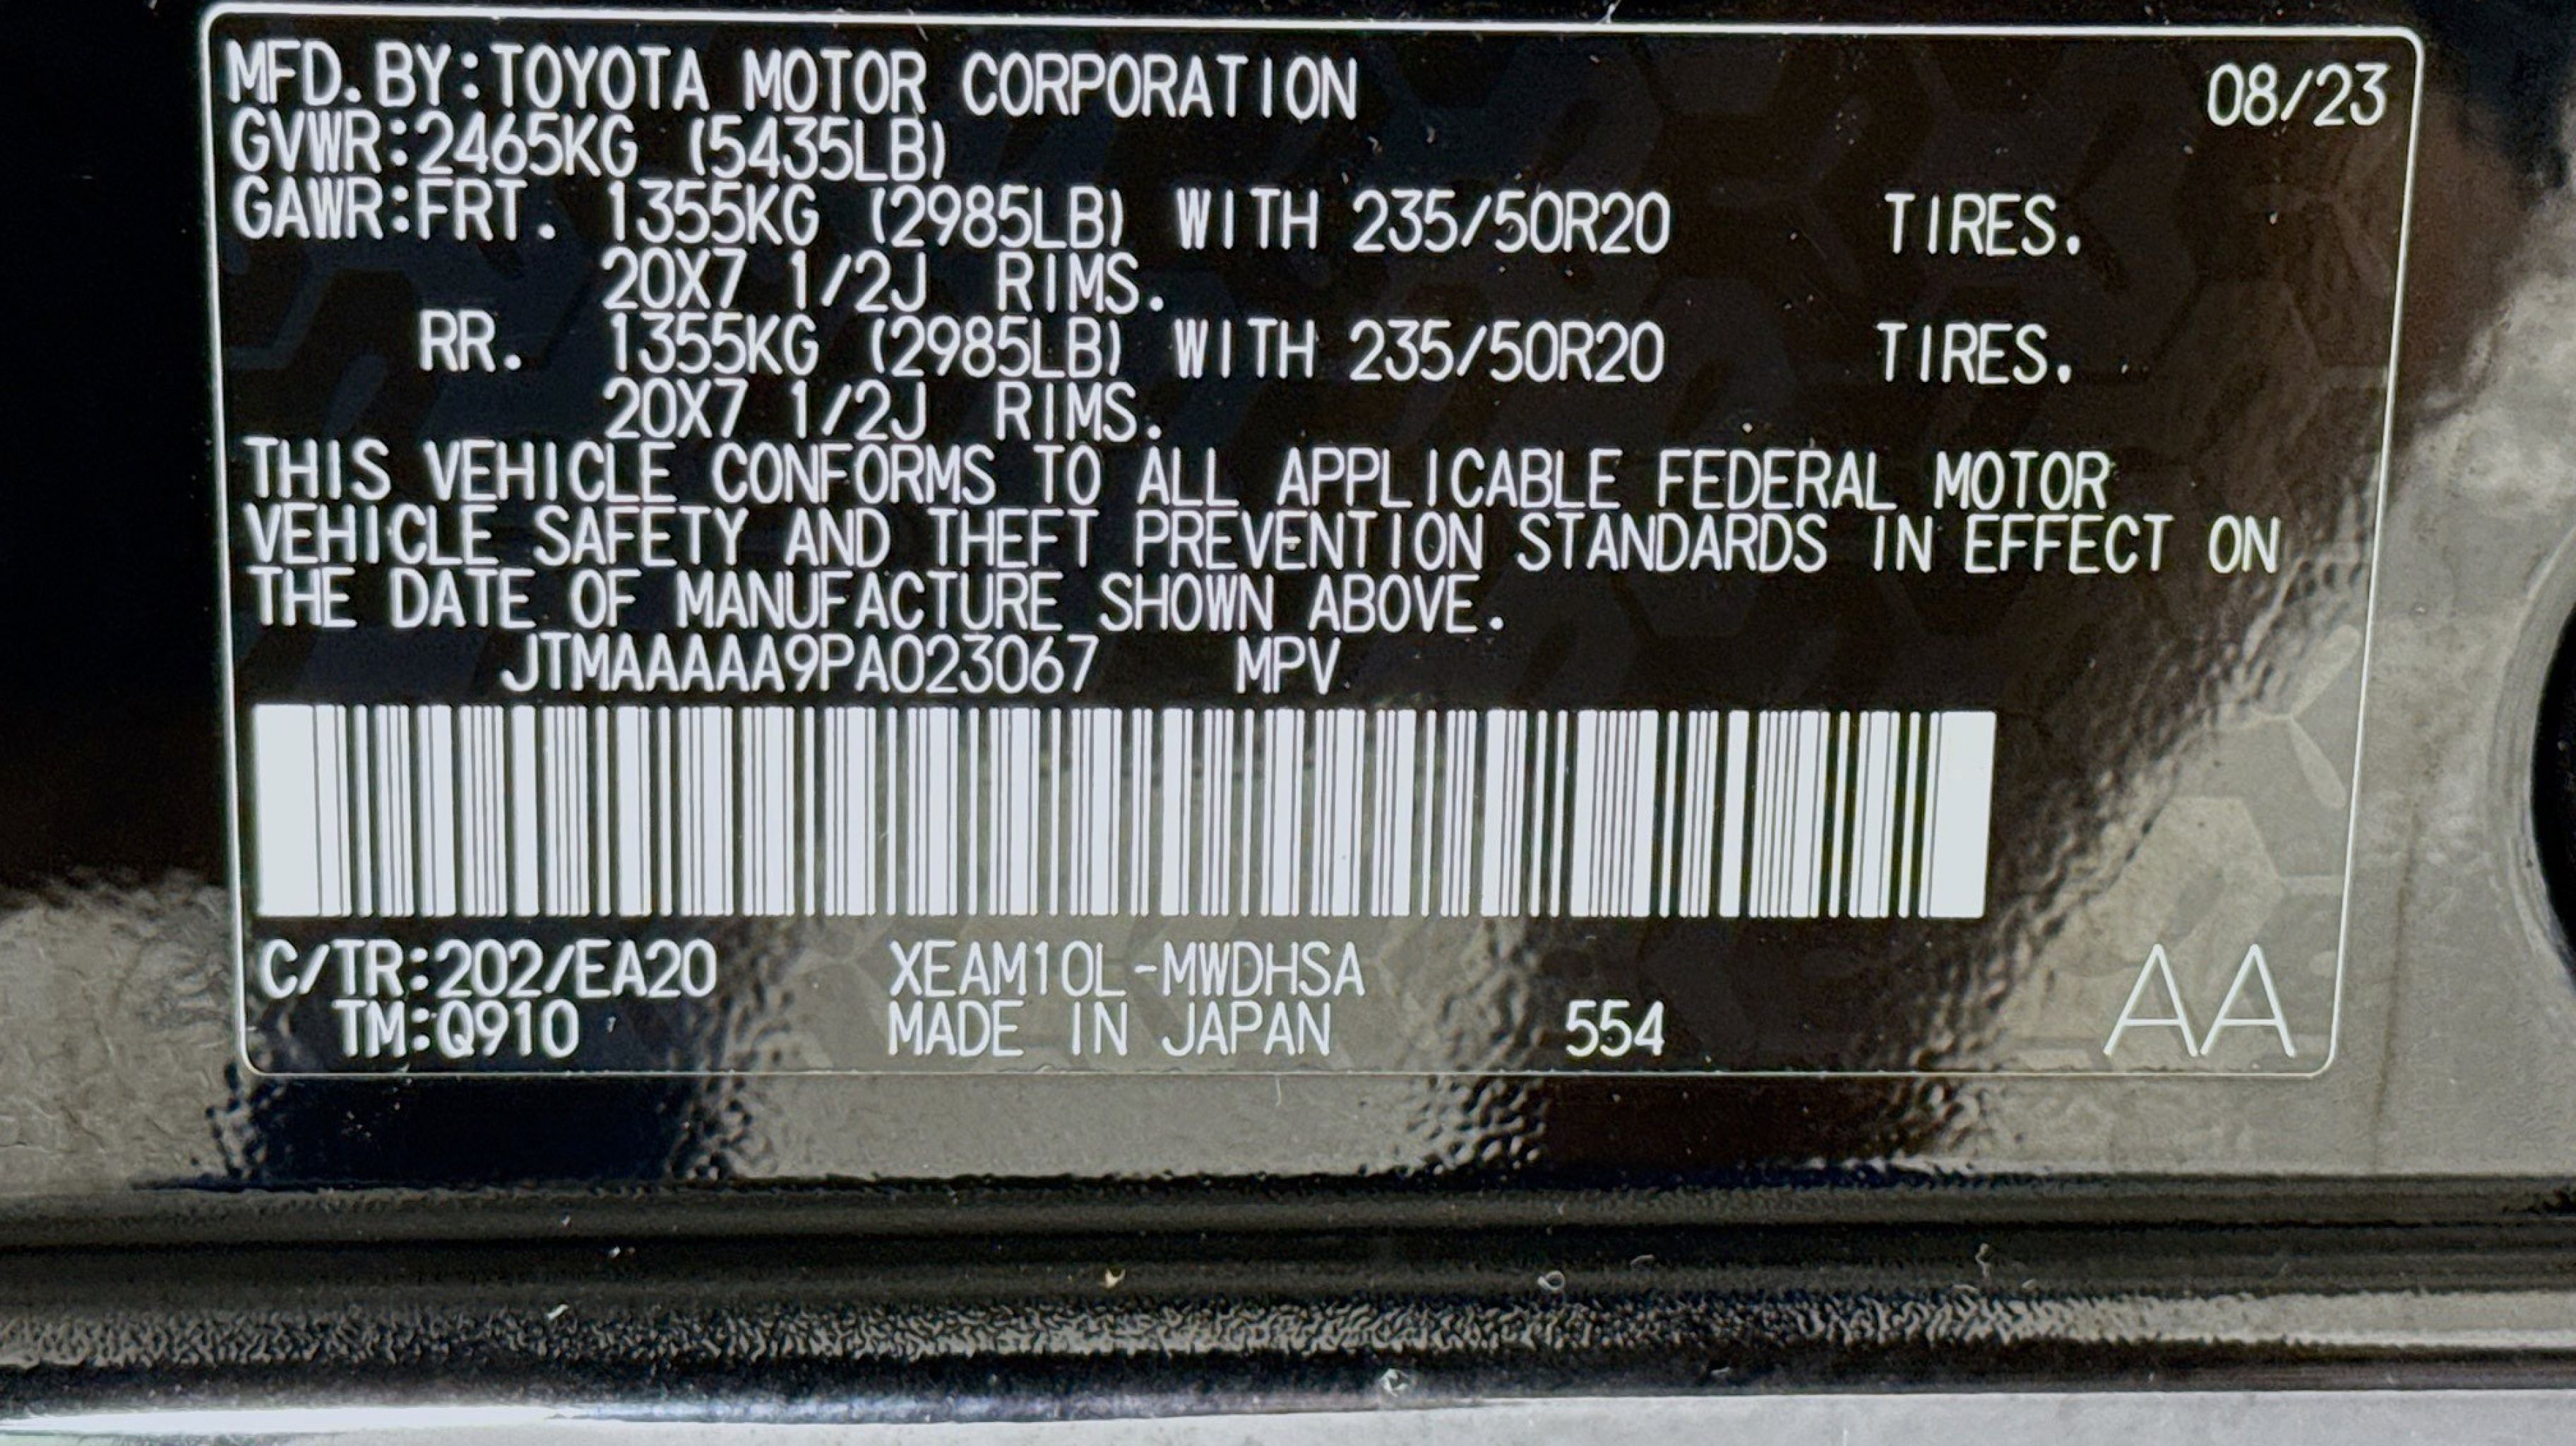 MFD.BY:TOYOTA MOTOR CORPORATION 08/23
GVWR:2465KG (5435LB)
GAWR:FRT. 1355KG (2985LB) WITH 235/50R20 TIRES.
20X7 1/2J RIMS.
RR. 1355KG (2985LB) WITH 235/50R20 TIRES.
20X7 1/2J RIMS.
THIS VEHICLE CONFORMS TO ALL APPLICABLE FEDERAL MOTOR
VEHICLE SAFETY AND THEFT PREVENTION STANDARDS IN EFFECT ON
THE DATE OF MANUFACTURE SHOWN ABOVE.
JTMAAAAA9PA023067 MPV
C/TR:202/EA20 XEAM10L-MWDHSA
TM:Q910 MADE IN JAPAN 554 AA